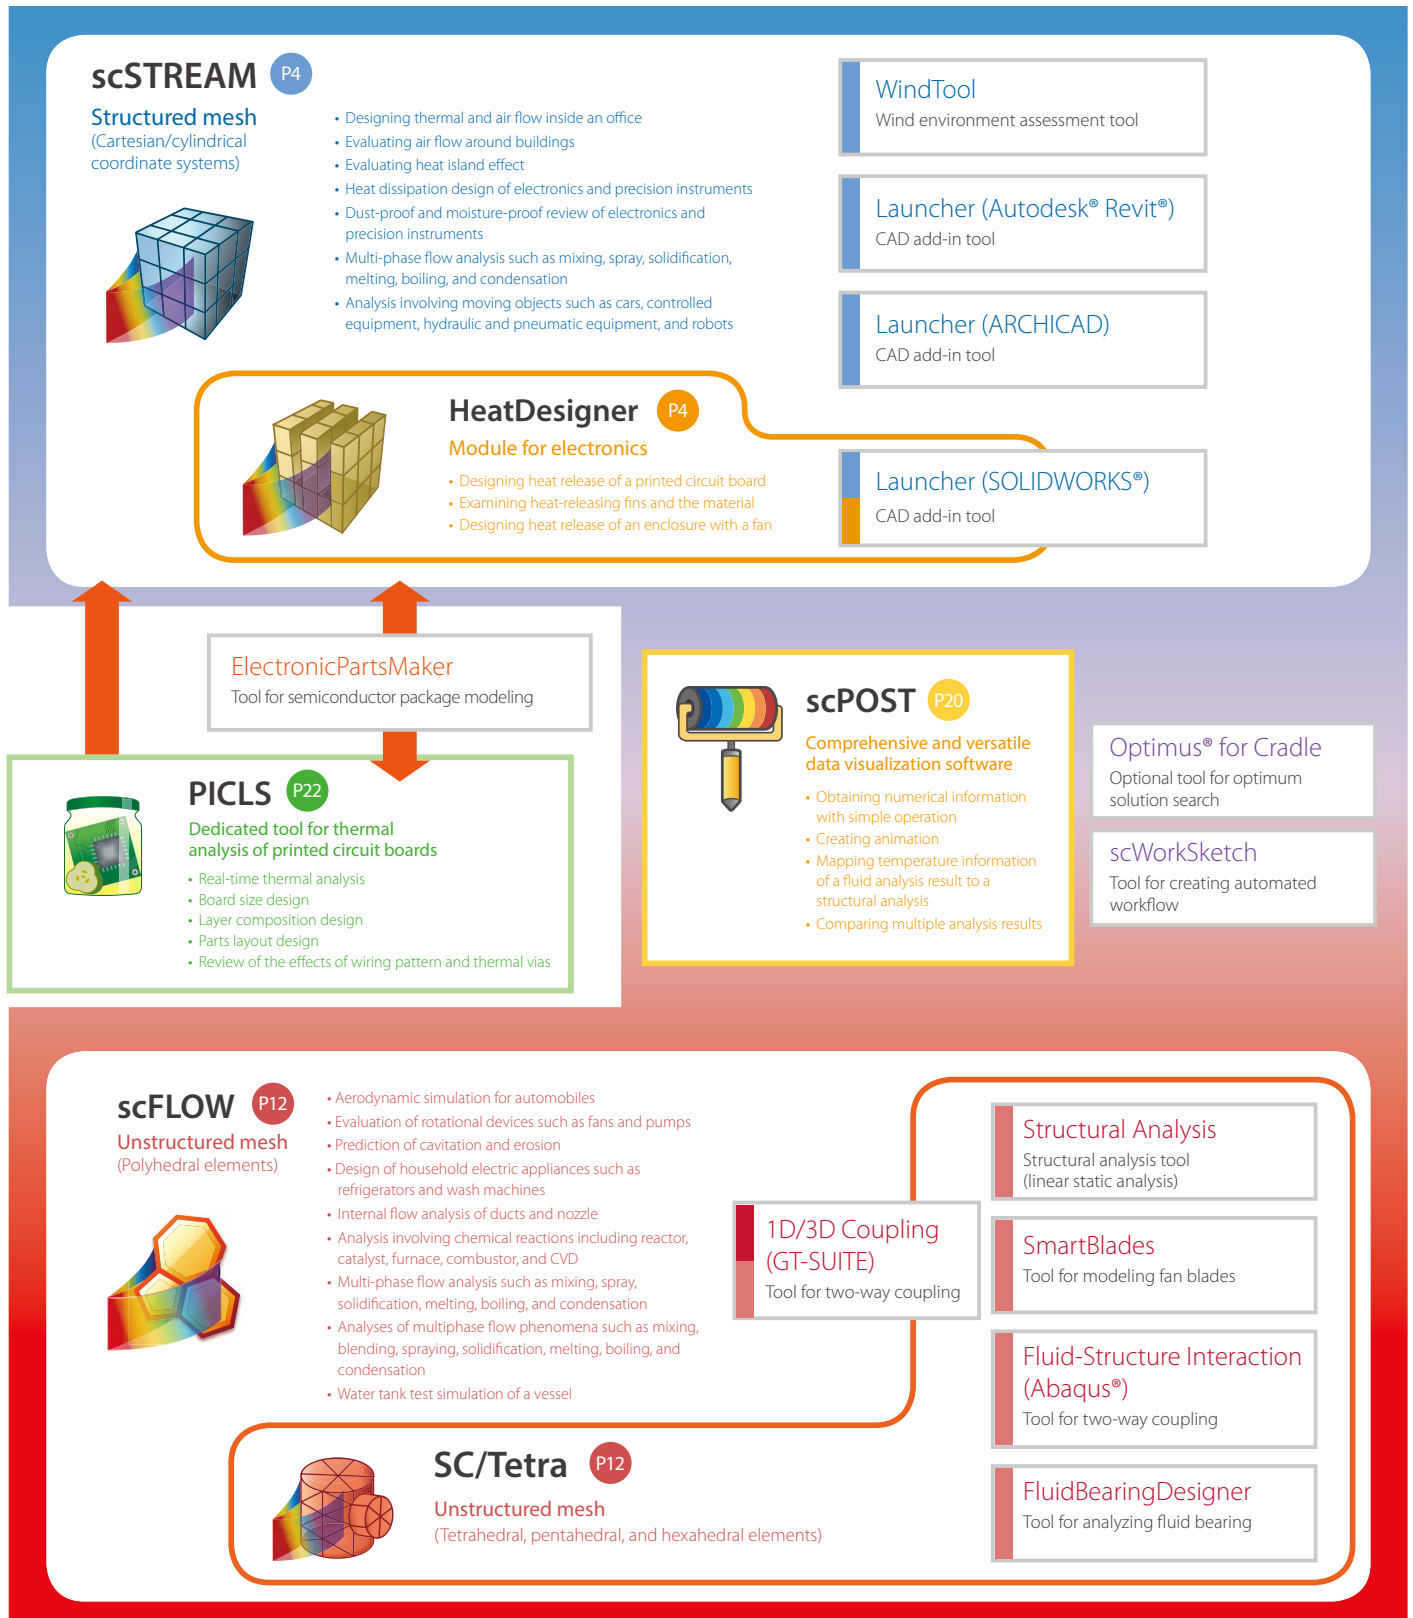 scSTREAM P4
Structured mesh
(Cartesian/cylindrical
coordinate systems)
• Designing thermal and air flow inside an office
• Evaluating air flow around buildings
• Evaluating heat island effect
• Heat dissipation design of electronics and precision instruments
• Dust-proof and moisture-proof review of electronics and
precision instruments
• Multi-phase flow analysis such as mixing, spray, solidification,
melting, boiling, and condensation
• Analysis involving moving objects such as cars, controlled
equipment, hydraulic and pneumatic equipment, and robots
WindTool
Wind environment assessment tool
Launcher (Autodesk® Revit®)
CAD add-in tool
Launcher (ARCHICAD)
CAD add-in tool
HeatDesigner P4
Module for electronics
• Designing heat release of a printed circuit board
• Examining heat-releasing fins and the material
• Designing heat release of an enclosure with a fan
Launcher (SOLIDWORKS®)
CAD add-in tool
ElectronicPartsMaker
Tool for semiconductor package modeling
PICLS P22
Dedicated tool for thermal
analysis of printed circuit boards
• Real-time thermal analysis
• Board size design
• Layer composition design
• Parts layout design
• Review of the effects of wiring pattern and thermal vias
scPOST P20
Comprehensive and versatile
data visualization software
• Obtaining numerical information
with simple operation
• Creating animation
• Mapping temperature information
of a fluid analysis result to a
structural analysis
• Comparing multiple analysis results
Optimus® for Cradle
Optional tool for optimum
solution search
scWorkSketch
Tool for creating automated
workflow
scFLOW P12
Unstructured mesh
(Polyhedral elements)
• Aerodynamic simulation for automobiles
• Evaluation of rotational devices such as fans and pumps
• Prediction of cavitation and erosion
• Design of household electric appliances such as
refrigerators and wash machines
• Internal flow analysis of ducts and nozzle
• Analysis involving chemical reactions including reactor,
catalyst, furnace, combustor, and CVD
• Multi-phase flow analysis such as mixing, spray,
solidification, melting, boiling, and condensation
• Analyses of multiphase flow phenomena such as mixing,
blending, spraying, solidification, melting, boiling, and
condensation
• Water tank test simulation of a vessel
1D/3D Coupling
(GT-SUITE)
Tool for two-way coupling
Structural Analysis
Structural analysis tool
(linear static analysis)
SmartBlades
Tool for modeling fan blades
Fluid-Structure Interaction
(Abaqus®)
Tool for two-way coupling
FluidBearingDesigner
Tool for analyzing fluid bearing
SC/Tetra P12
Unstructured mesh
(Tetrahedral, pentahedral, and hexahedral elements)